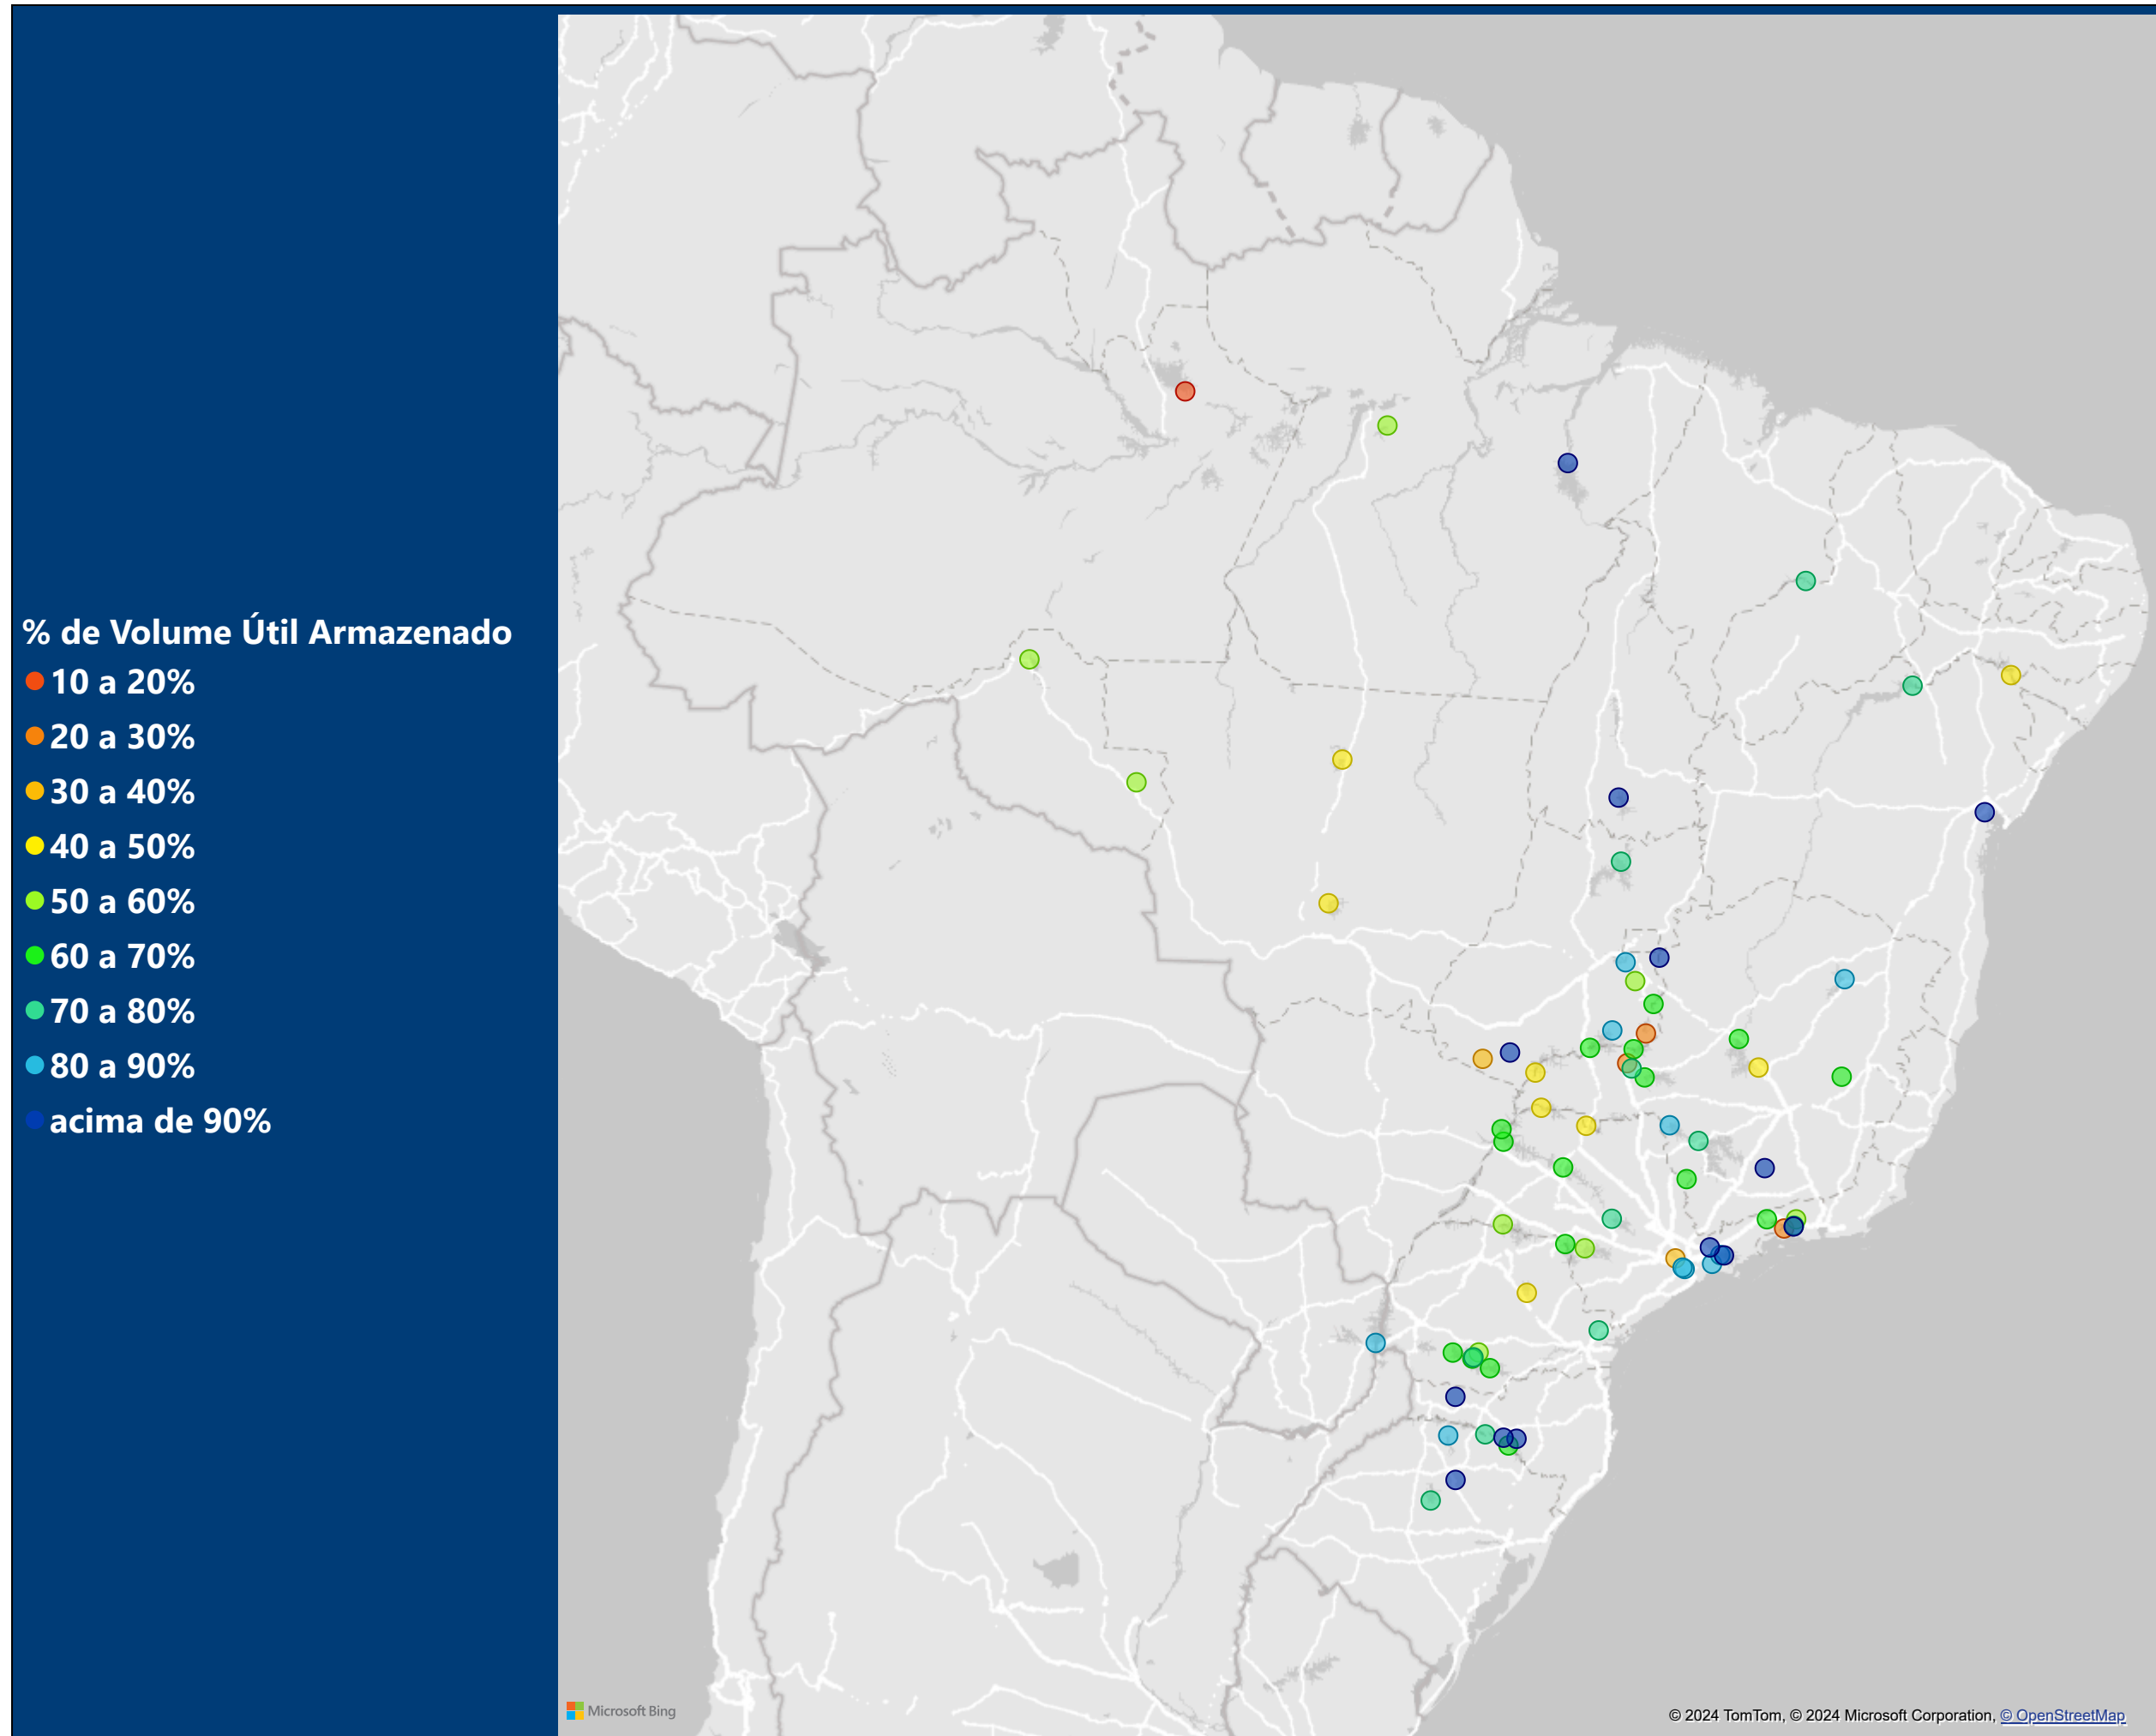 % de Volume Útil Armazenado
10 a 20%
20 a 30%
30 a 40%
40 a 50%
50 a 60%
60 a 70%
70 a 80%
80 a 90%
acima de 90%
Microsoft Bing
© 2024 TomTom, © 2024 Microsoft Corporation, © OpenStreetMap